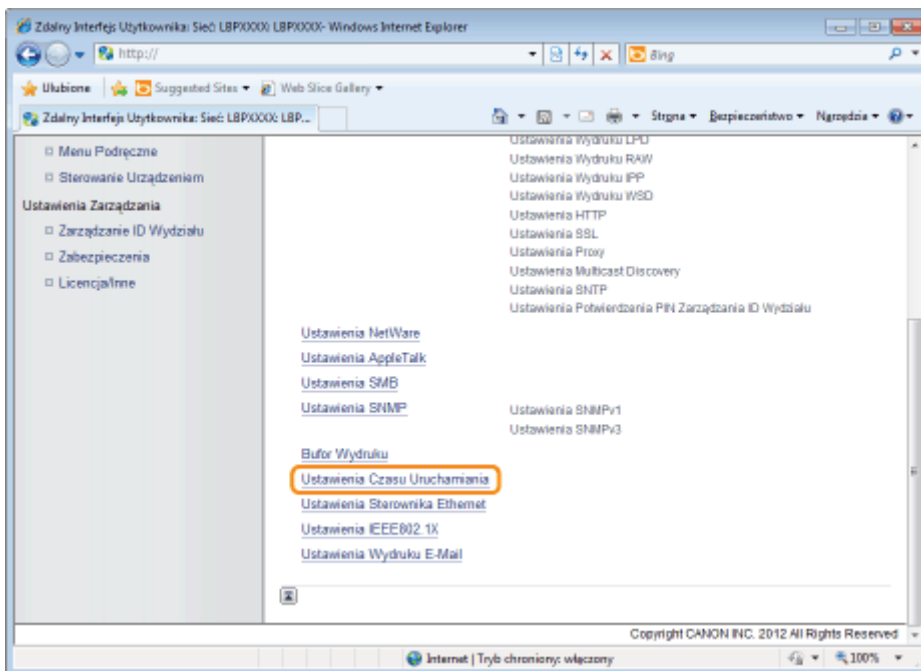 Zdalny Interfejs Użytkownika: Sieć: LBPXXXX: LBPXXXX- Windows Internet Explorer
http://
Bing
Ulubione Suggested Sites Web Slice Gallery
Zdalny Interfejs Użytkownika: Sieć: LBPXXXX: LBP... Strona Bezpieczeństwo Narzędzia
Menu Podręczne
Sterowanie Urządzeniem
Ustawienia Zarządzania
Zarządzanie ID Wydziału
Zabezpieczenia
Licencja/Inne
Ustawienia Wydruku LPD
Ustawienia Wydruku RAW
Ustawienia Wydruku IPP
Ustawienia Wydruku WSD
Ustawienia HTTP
Ustawienia SSL
Ustawienia Proxy
Ustawienia Multicast Discovery
Ustawienia SNTP
Ustawienia Potwierdzania PIN Zarządzania ID Wydziału
Ustawienia NetWare
Ustawienia AppleTalk
Ustawienia SMB
Ustawienia SNMP
Ustawienia SNMPv1
Ustawienia SNMPv3
Bufor Wydruku
Ustawienia Czasu Uruchamiania
Ustawienia Sterownika Ethernet
Ustawienia IEEE802.1X
Ustawienia Wydruku E-Mail
Copyright CANON INC. 2012 All Rights Reserved
Internet | Tryb chroniony: włączony
100%